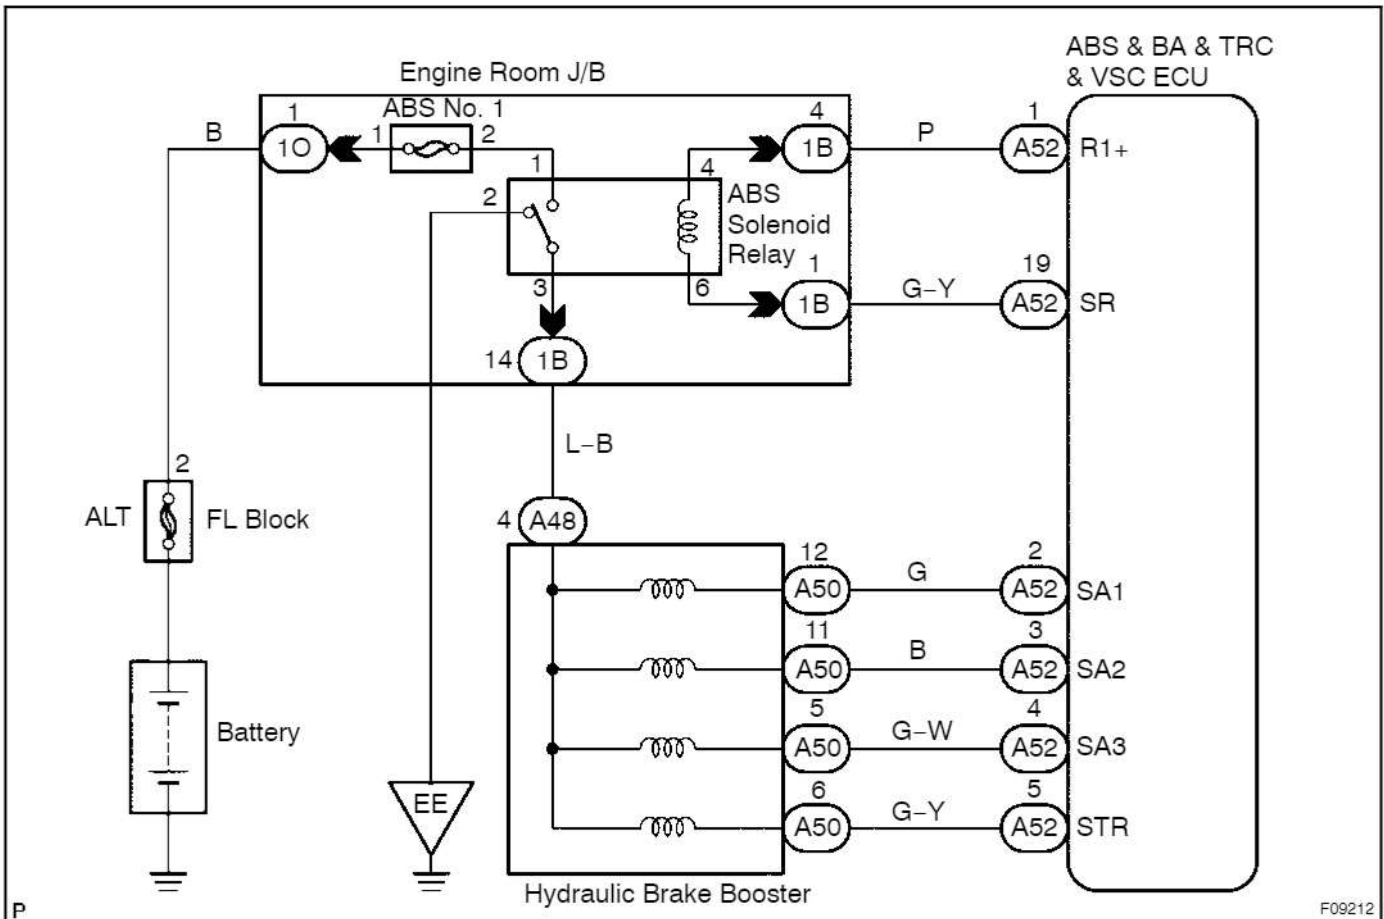 ABS & BA & TRC
& VSC ECU
Engine Room J/B
ABS No. 1
B
1
1O
1
2
4
1B
P
1
A52
R1+
1
2
4
ABS
Solenoid
Relay
3
6
1
1B
G-Y
19
A52
SR
14
1B
L-B
2
ALT
FL Block
4
A48
12
A50
G
2
A52
SA1
11
A50
B
3
A52
SA2
5
A50
G-W
4
A52
SA3
Battery
EE
6
A50
G-Y
5
A52
STR
Hydraulic Brake Booster
P
F09212